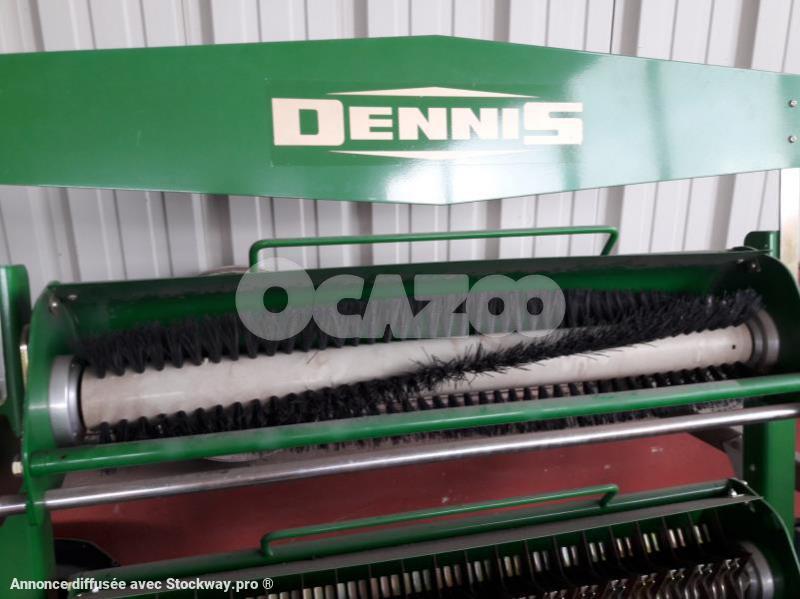 DENNIS
OCAZOO
Annonce diffusée avec Stockway.pro ®